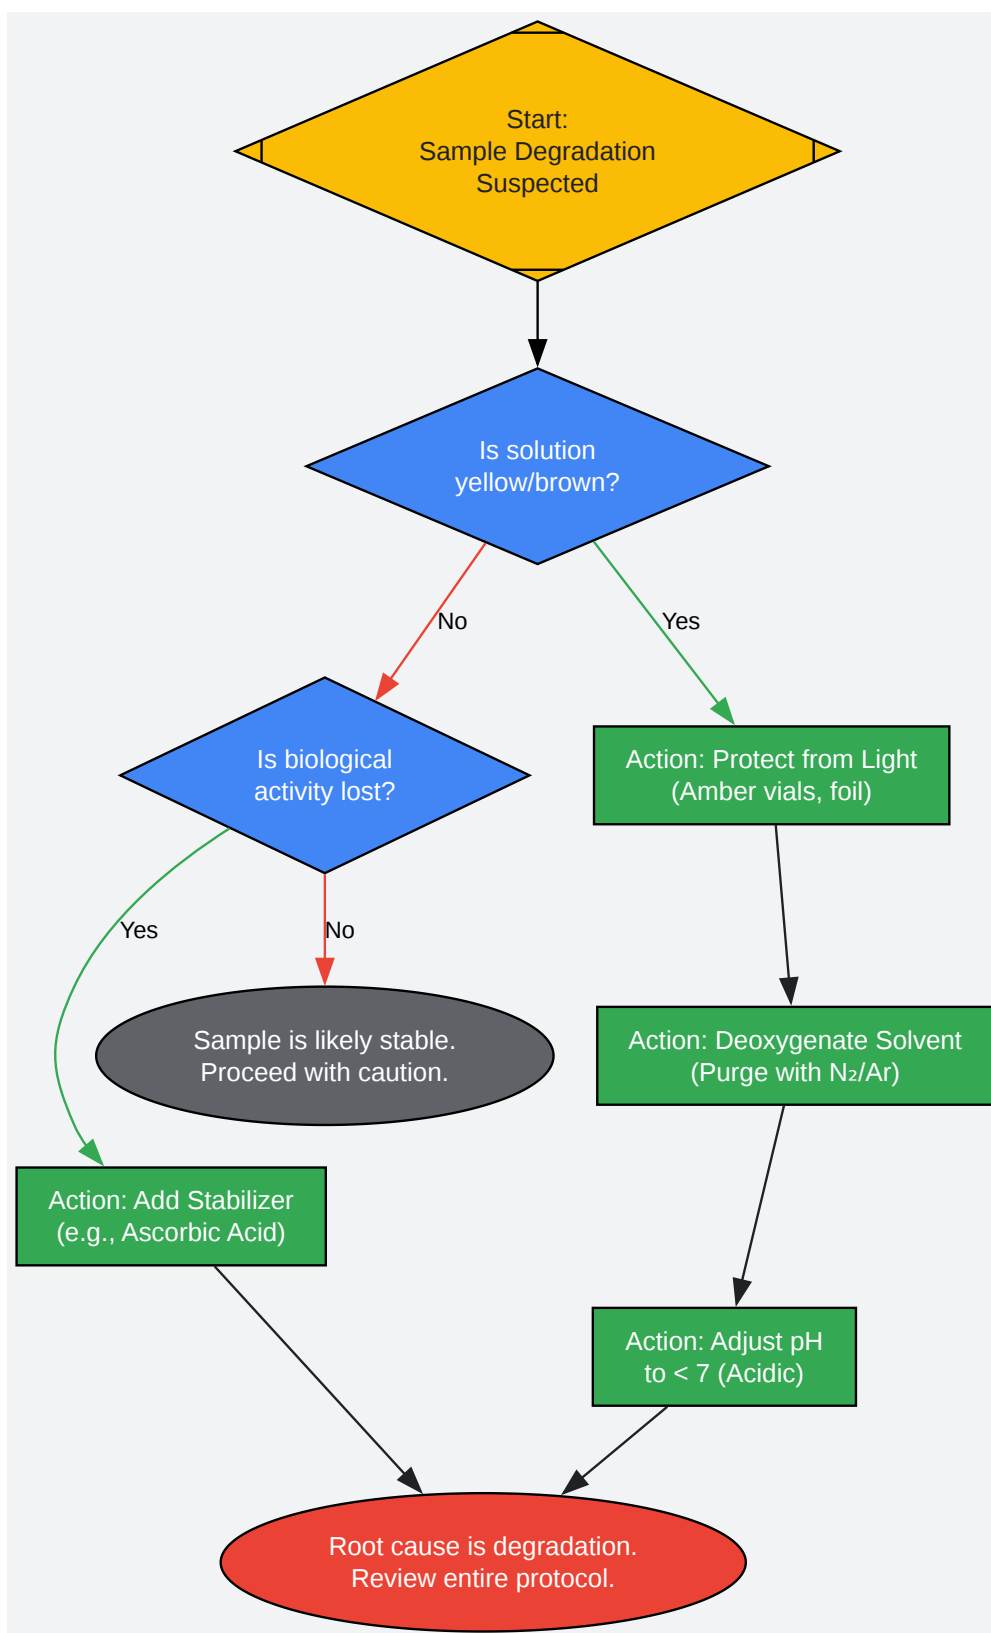 Start:
Sample Degradation
Suspected
Is solution
yellow/brown?
No
Yes
Is biological
activity lost?
Action: Protect from Light
(Amber vials, foil)
Yes
No
Sample is likely stable.
Proceed with caution.
Action: Deoxygenate Solvent
(Purge with N₂/Ar)
Action: Add Stabilizer
(e.g., Ascorbic Acid)
Action: Adjust pH
to < 7 (Acidic)
Root cause is degradation.
Review entire protocol.